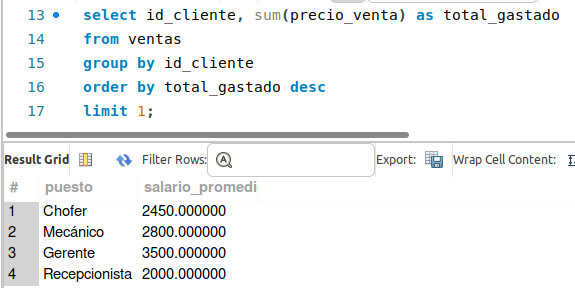 13 select id_cliente, sum(precio_venta) as total_gastado
14 from ventas
15 group by id_cliente
16 order by total_gastado desc
17 limit 1;
Result Grid Filter Rows: Export: Wrap Cell Content:
# puesto salario_promedi
1 Chofer 2450.000000
2 Mecánico 2800.000000
3 Gerente 3500.000000
4 Recepcionista 2000.000000